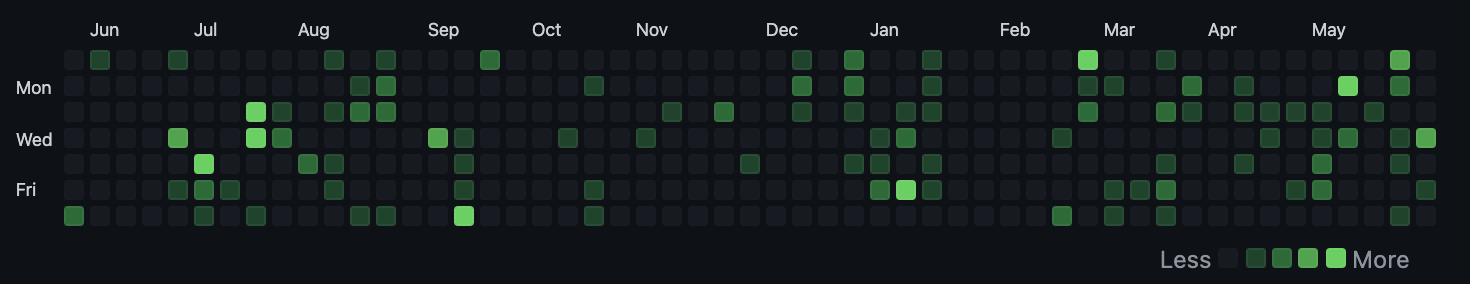 Jun Jul Aug Sep Oct Nov Dec Jan Feb Mar Apr May
Mon
Wed
Fri
Less More